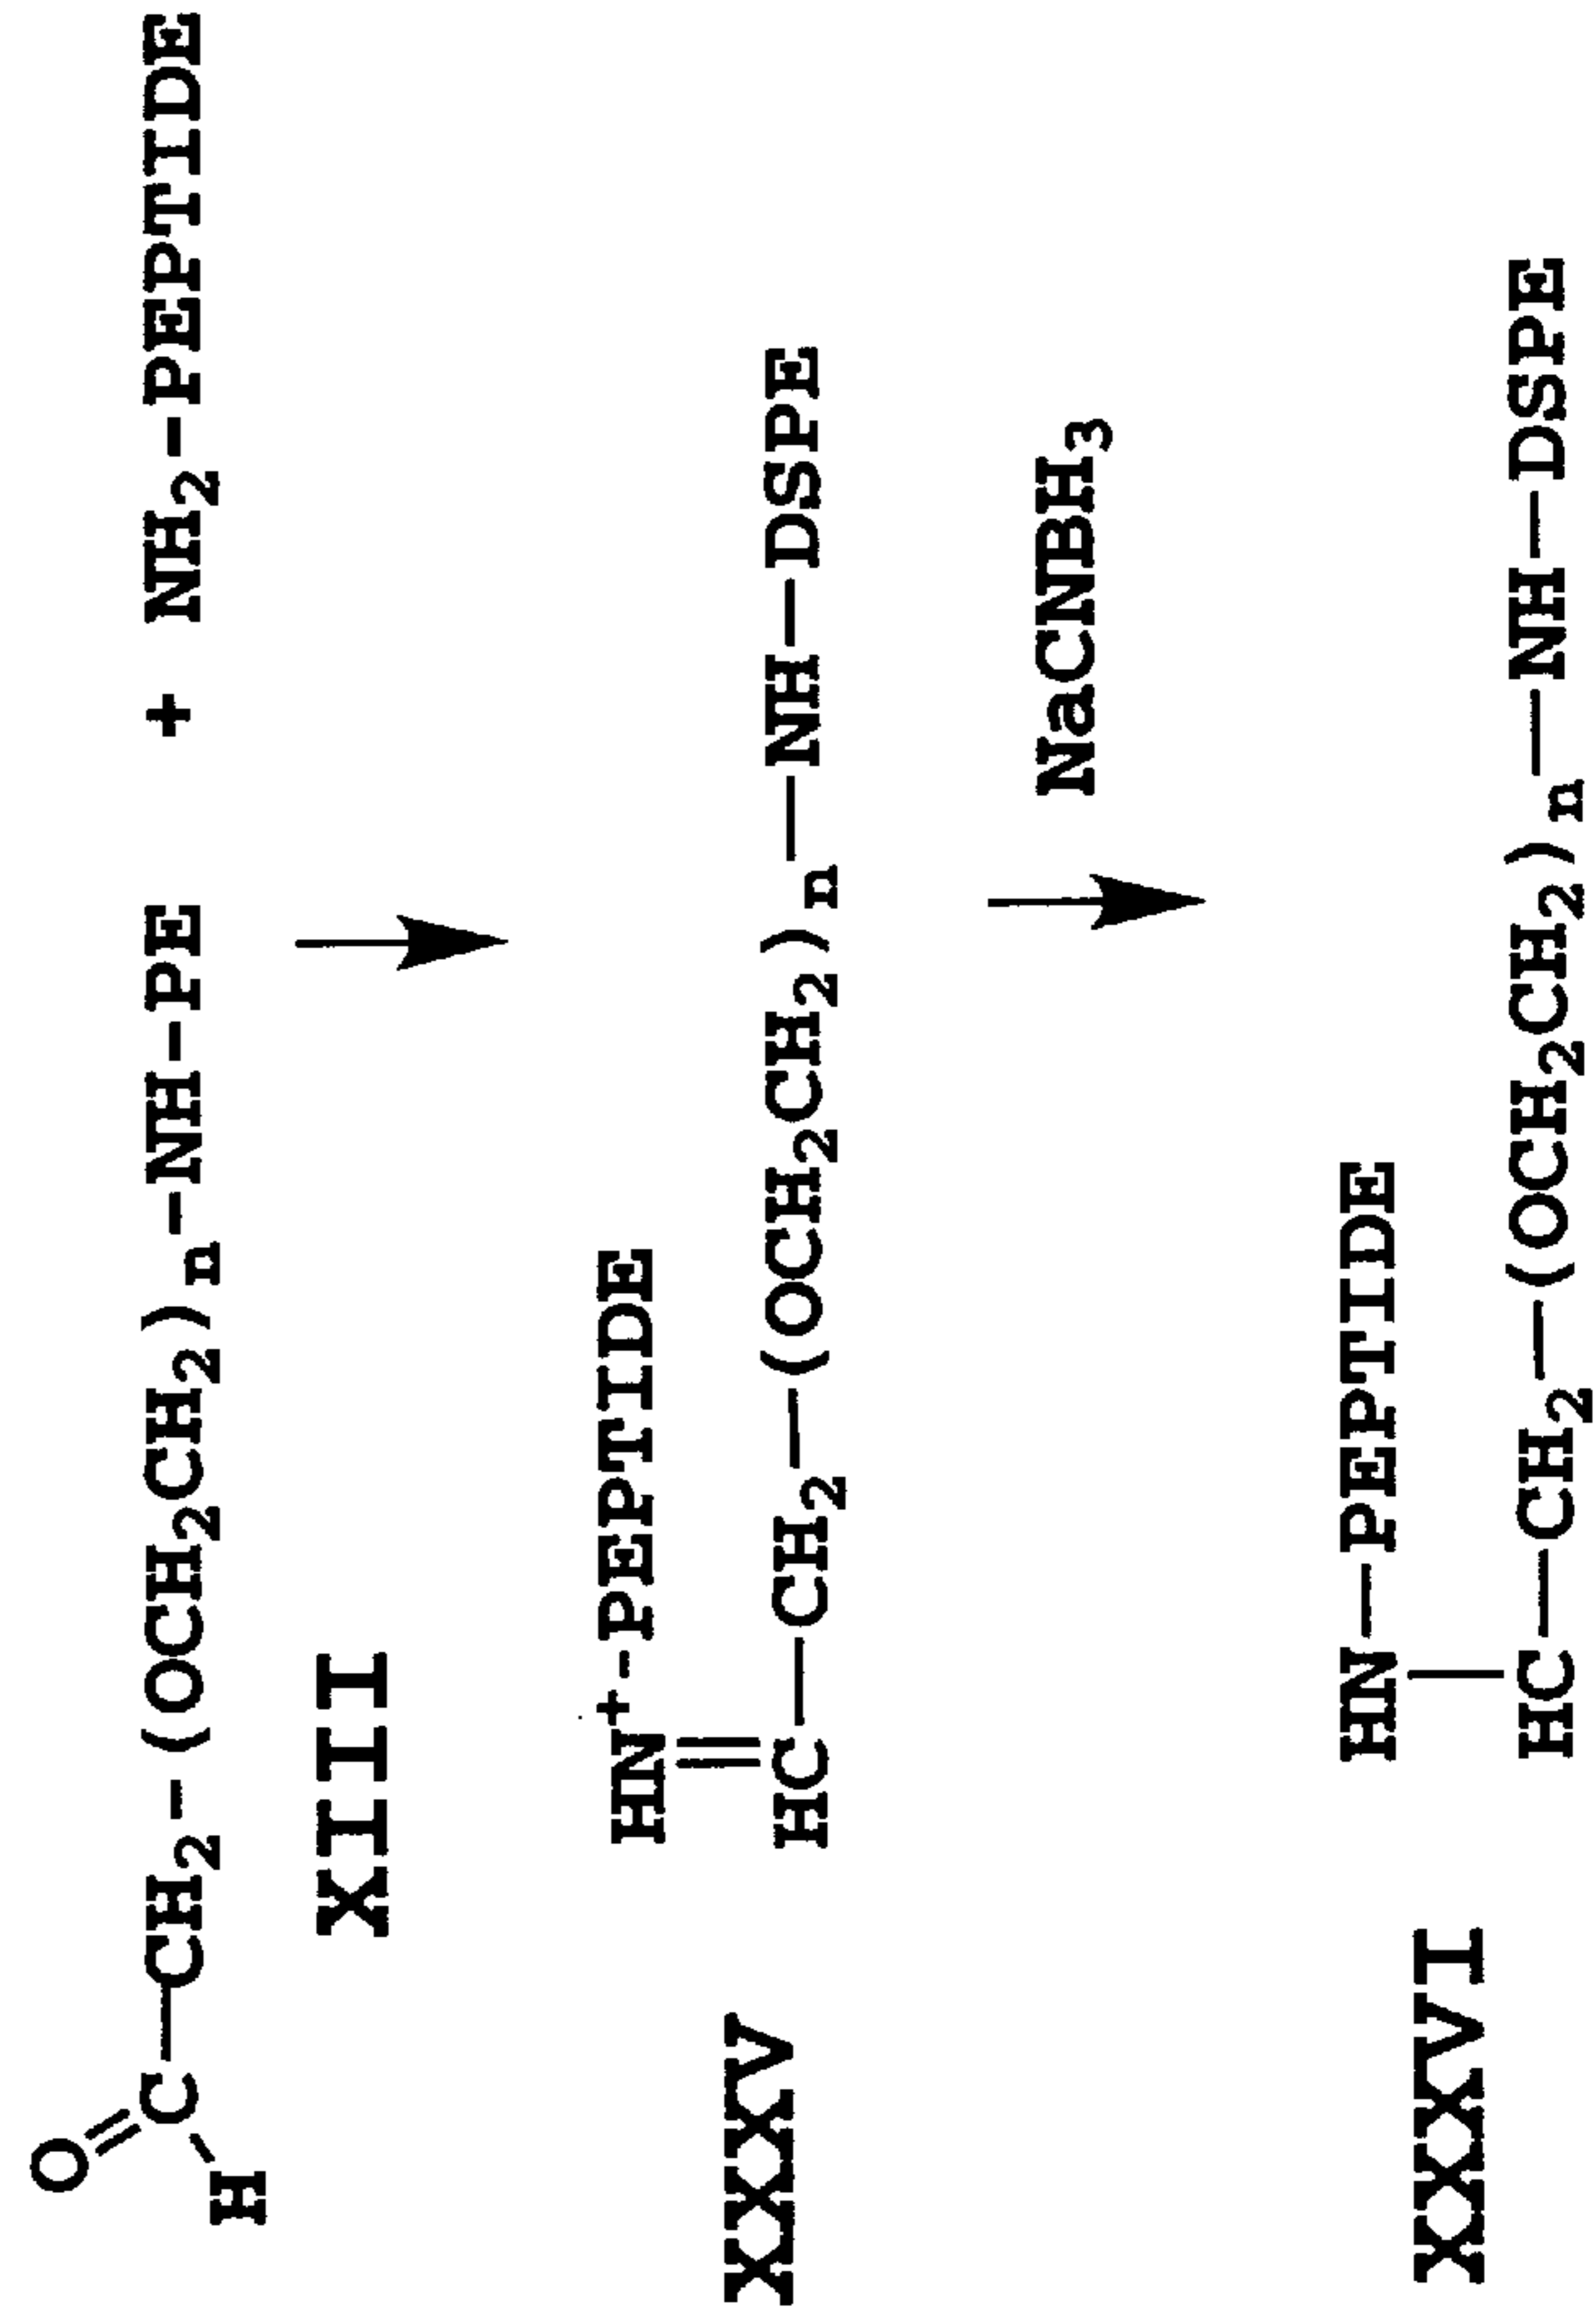 O
C—CH₂-(OCH₂CH₂)ₙ-NH-PE + NH₂-PEPTIDE
H
XIII
HN⁺-PEPTIDE
XXXV
HC—CH₂—(OCH₂CH₂)ₙ—NH—DSPE
NaCNBH₃
HN—PEPTIDE
XXXVI
HC—CH₂—(OCH₂CH₂)ₙ—NH—DSPE